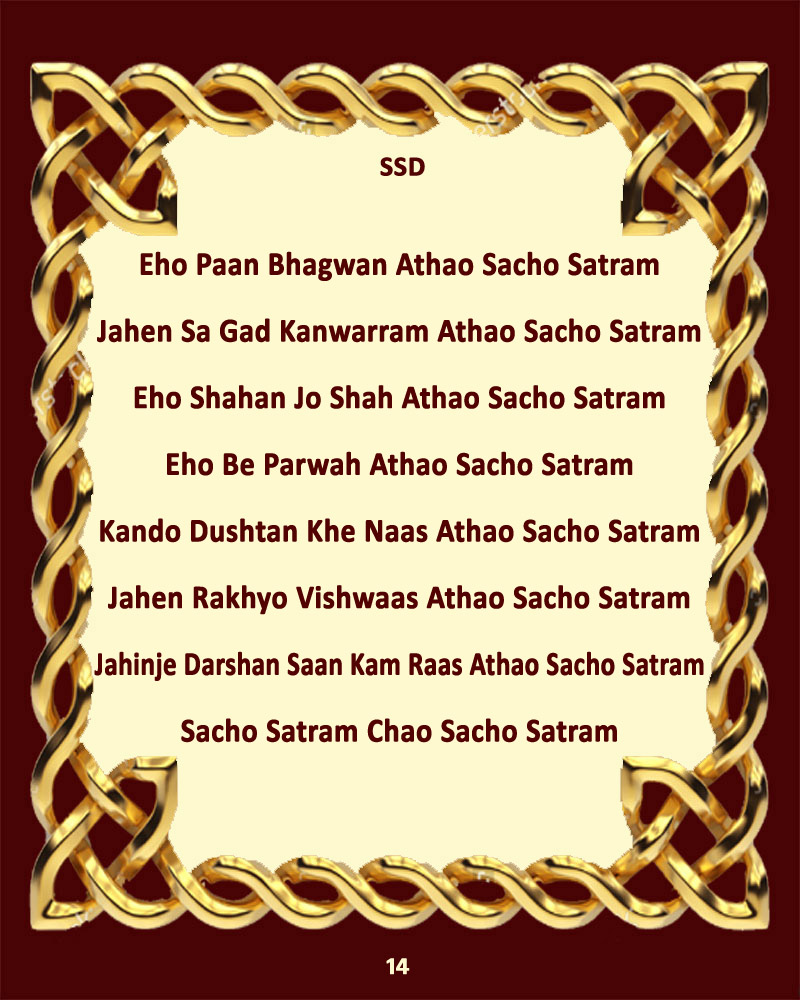 SSD
Eho Paan Bhagwan Athao Sacho Satram
Jahen Sa Gad Kanwarram Athao Sacho Satram
Eho Shahan Jo Shah Athao Sacho Satram
Eho Be Parwah Athao Sacho Satram
Kando Dushtan Khe Naas Athao Sacho Satram
Jahen Rakhyo Vishwaas Athao Sacho Satram
Jahinje Darshan Saan Kam Raas Athao Sacho Satram
Sacho Satram Chao Sacho Satram
14